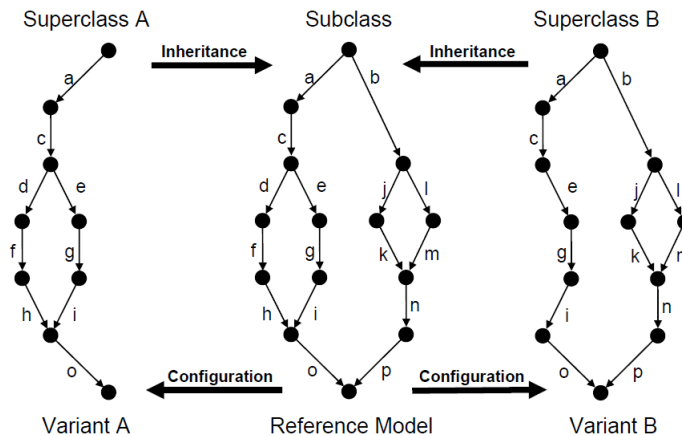 Superclass A Subclass Superclass B
Inheritance Inheritance
a a b a b
c c c
d e d e j l e j l
f g f g k m g k
h i h i n i n
o o p o p
Configuration Configuration
Variant A Reference Model Variant B